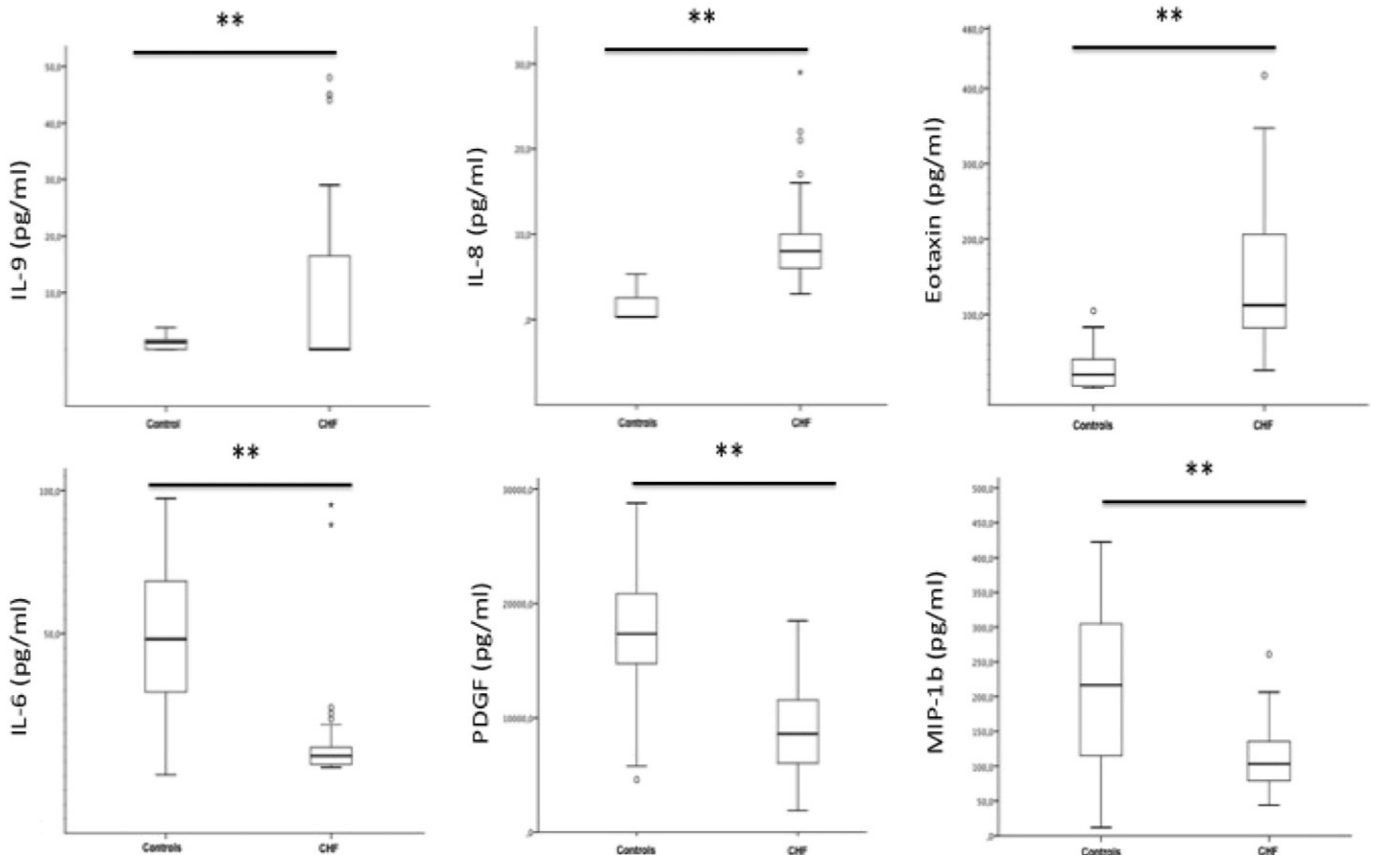 **
IL-9 (pg/ml)
50,0
40,0
30,0
20,0
10,0
Control
CHF
**
IL-8 (pg/ml)
30,0
20,0
10,0
,0
Controls
CHF
**
Eotaxin (pg/ml)
480,0
400,0
300,0
200,0
100,0
Controls
CHF
**
IL-6 (pg/ml)
100,0
50,0
Controls
CHF
**
PDGF (pg/ml)
30000,0
20000,0
10000,0
,0
Controls
CHF
**
MIP-1b (pg/ml)
500,0
450,0
400,0
350,0
300,0
250,0
200,0
150,0
100,0
50,0
,0
Controls
CHF